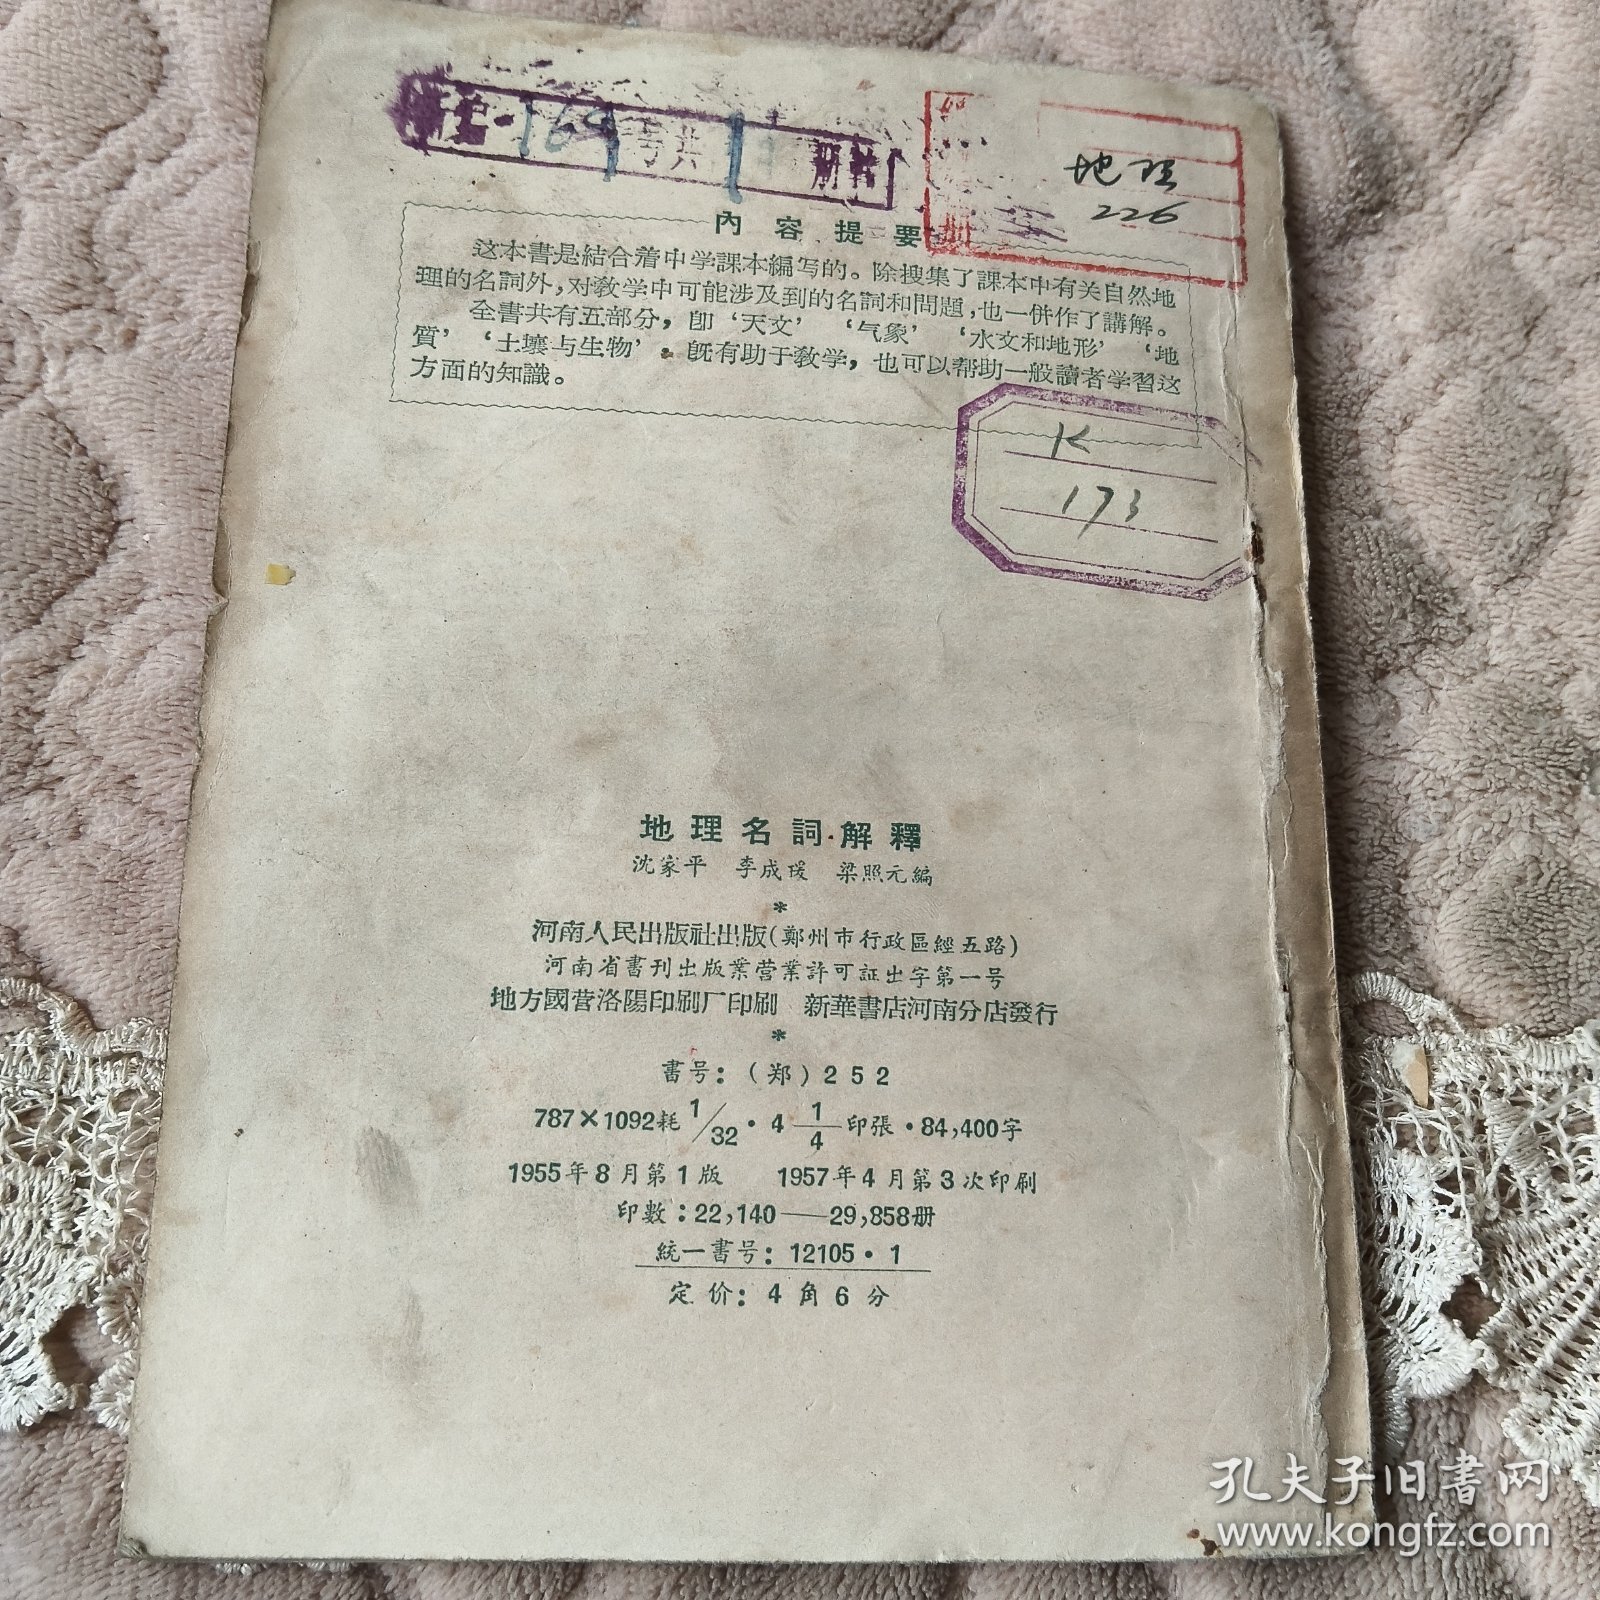 169 号共 1 册
地理
226
內容提要
这本書是結合着中学課本編写的。除搜集了課本中有关自然地
理的名詞外，对教学中可能涉及到的名詞和問題，也一併作了講解。
全書共有五部分，卽‘天文’‘气象’‘水文和地形’‘地
質’‘土壤与生物’。既有助于教学，也可以帮助一般讀者学習这
方面的知識。
K
173
地理名詞解釋
沈家平 李成瑗 梁照元編
*
河南人民出版社出版（鄭州市行政區經五路）
河南省書刊出版業营業許可証出字第一号
地方國营洛陽印刷厂印刷 新華書店河南分店發行
*
書号：（郑）252
787×1092耗 1/32·4 1/4 印張·84,400字
1955年8月第1版 1957年4月第3次印刷
印数：22,140——29,858册
統一書号：12105·1
定价：4角6分
孔夫子旧书网
www.kongfz.com